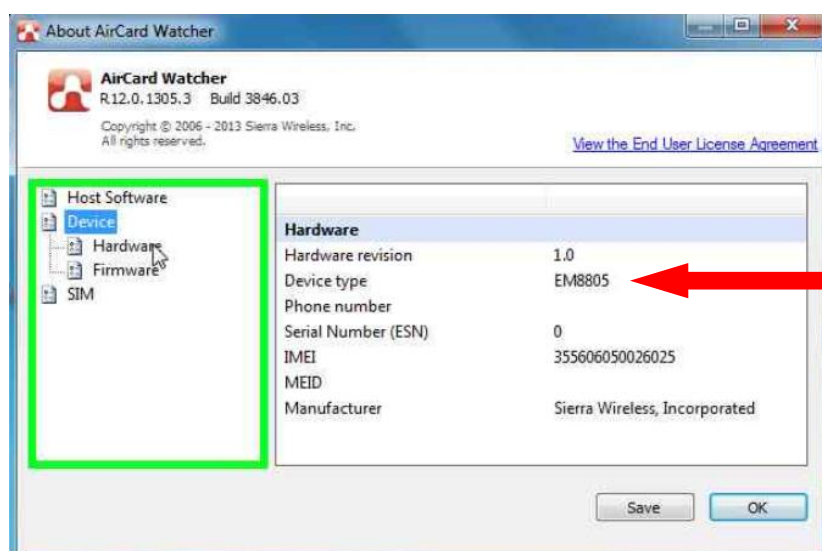 About AirCard Watcher
AirCard Watcher
R12.0.1305.3 Build 3846.03
Copyright © 2006 - 2013 Sierra Wireless, Inc.
All rights reserved.
View the End User License Agreement
Host Software
Device
Hardware
Firmware
SIM
Hardware
Hardware revision 1.0
Device type EM8805
Phone number
Serial Number (ESN) 0
IMEI 355606050026025
MEID
Manufacturer Sierra Wireless, Incorporated
Save OK